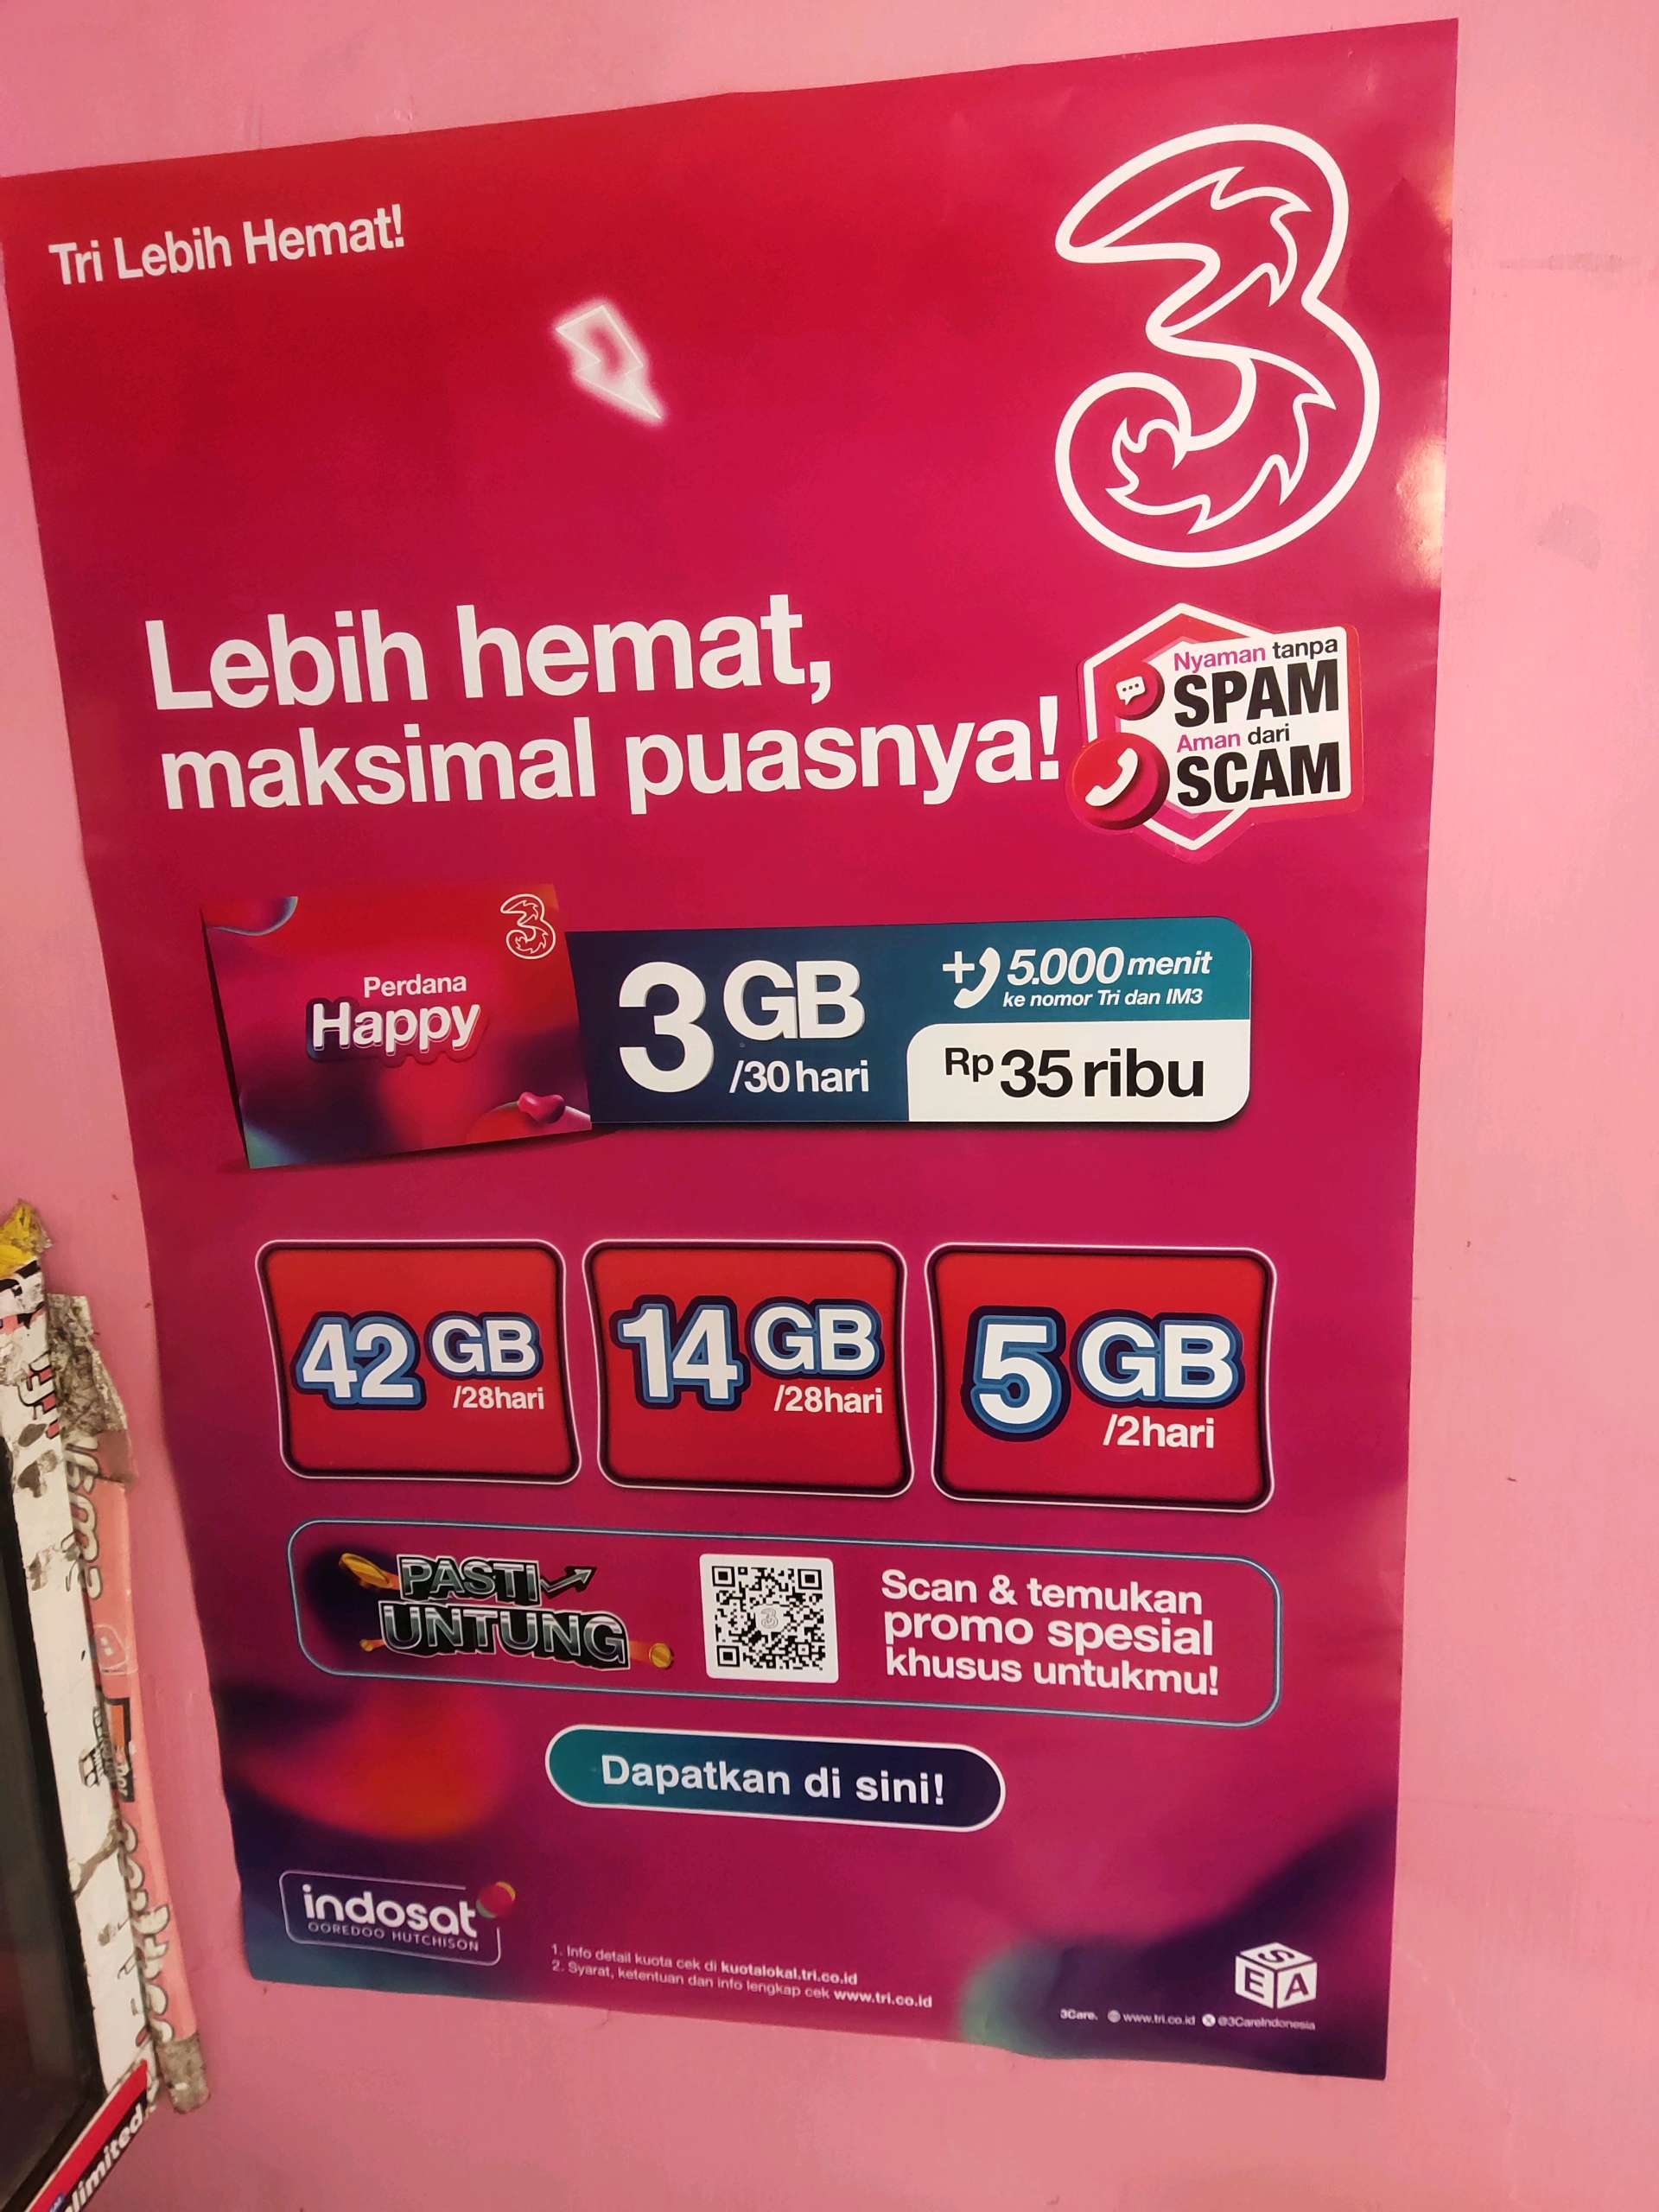 Tri Lebih Hemat!
Lebih hemat,
maksimal puasnya!
Nyaman tanpa
SPAM
Aman dari
SCAM
3
Perdana
Happy
3 GB
/30 hari
+ 5.000 menit
ke nomor Tri dan IM3
Rp 35 ribu
42 GB
/28hari
14 GB
/28hari
5 GB
/2hari
PASTI
UNTUNG
Scan & temukan
promo spesial
khusus untukmu!
Dapatkan di sini!
indosat
OOREDOO HUTCHISON
1. Info detail kuota cek di kuotalokal.tri.co.id
2. Syarat, ketentuan dan info lengkap cek www.tri.co.id
SEA
3Care. www.tri.co.id @3CareIndonesia
limited